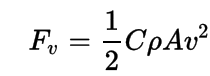 F_v = \frac{1}{2} C \rho A v^2